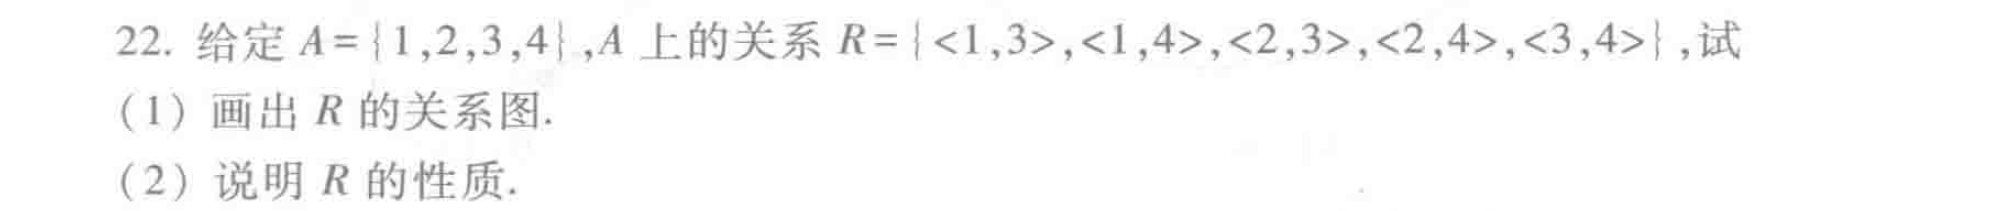 22. 给定 A={1,2,3,4},A 上的关系 R={<1,3>,<1,4>,<2,3>,<2,4>,<3,4>},试
(1) 画出 R 的关系图.
(2) 说明 R 的性质.